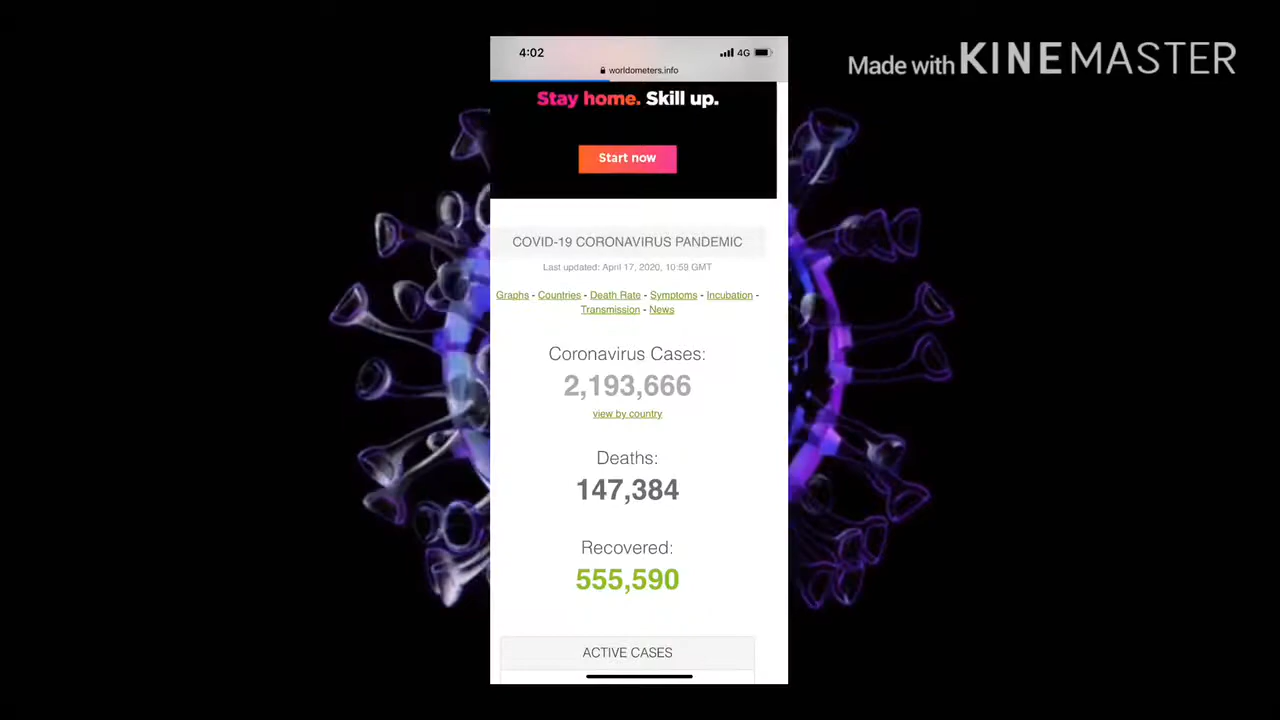 Made with KINEMASTER
4:02
4G
worldometers.info
Stay home. Skill up.
Start now
COVID-19 CORONAVIRUS PANDEMIC
Last updated: April 17, 2020, 10:59 GMT
Graphs - Countries - Death Rate - Symptoms - Incubation -
Transmission - News
Coronavirus Cases:
2,193,666
view by country
Deaths:
147,384
Recovered:
555,590
ACTIVE CASES